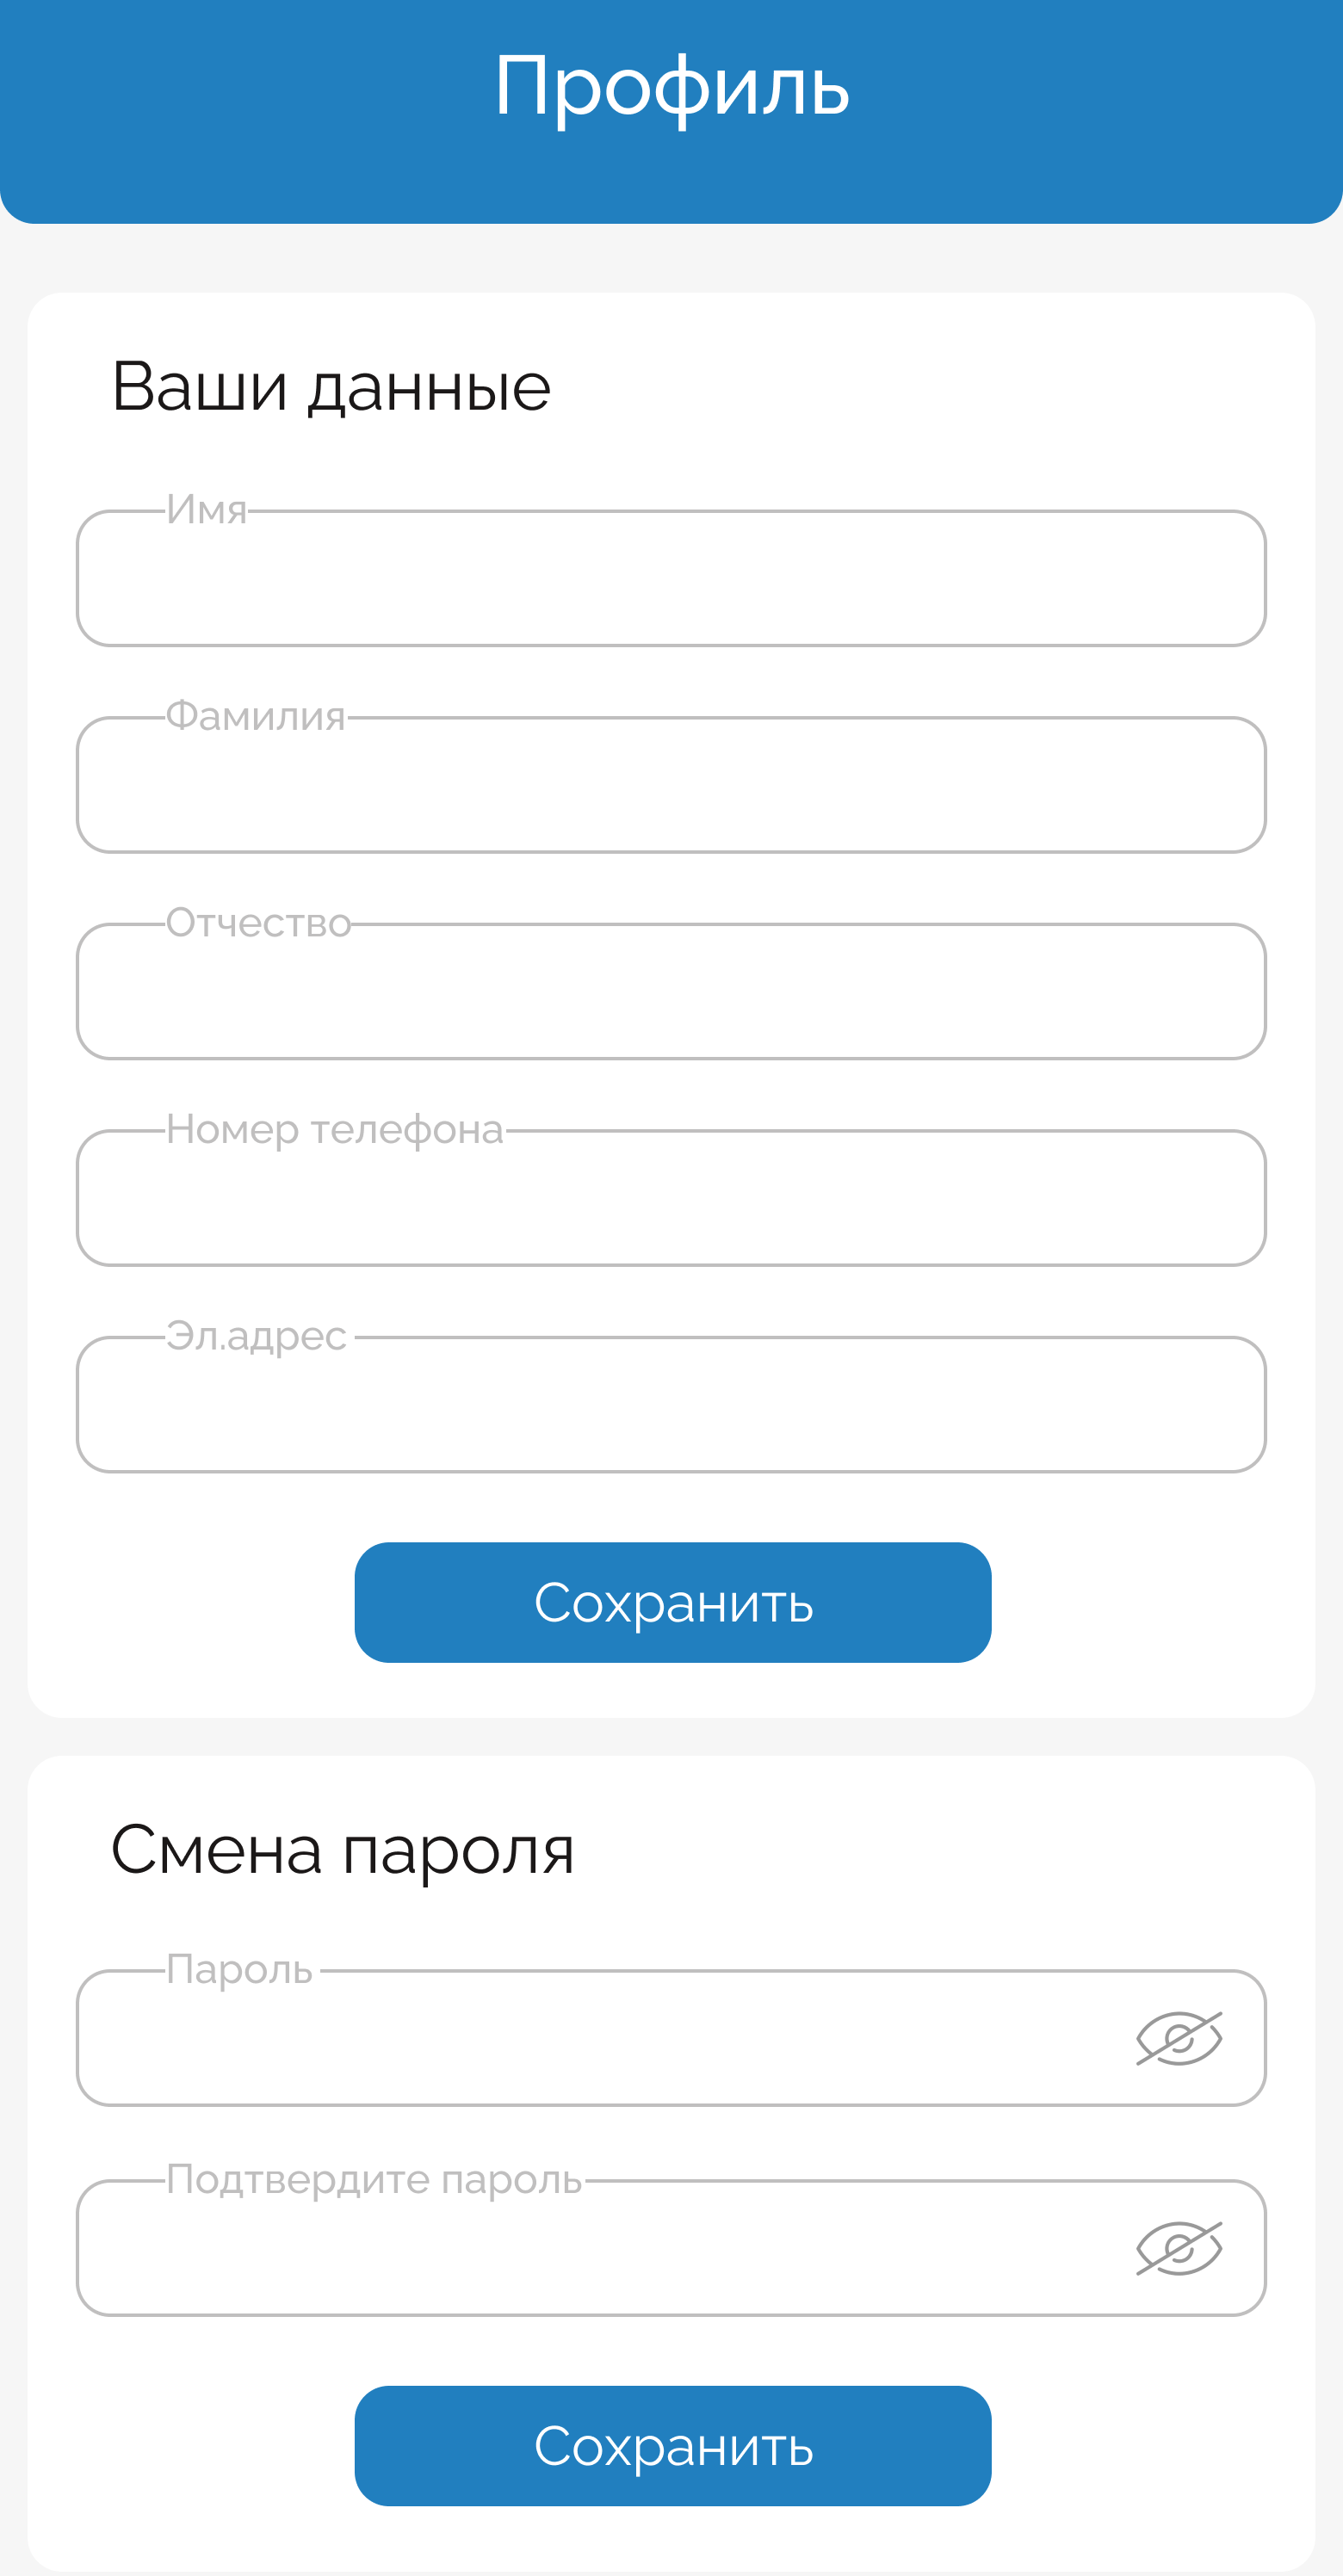 Профиль
Ваши данные
Имя
Фамилия
Отчество
Номер телефона
Эл.адрес
Сохранить
Смена пароля
Пароль
Подтвердите пароль
Сохранить